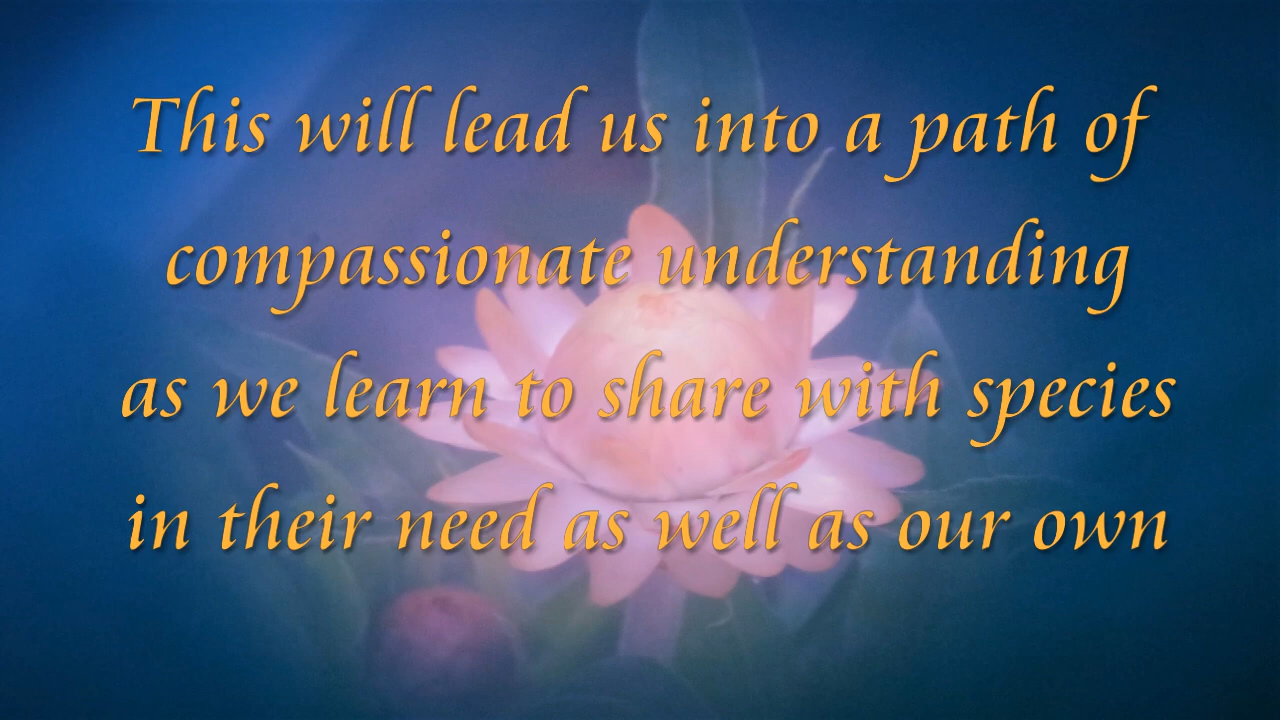 This will lead us into a path of
compassionate understanding
as we learn to share with species
in their need as well as our own